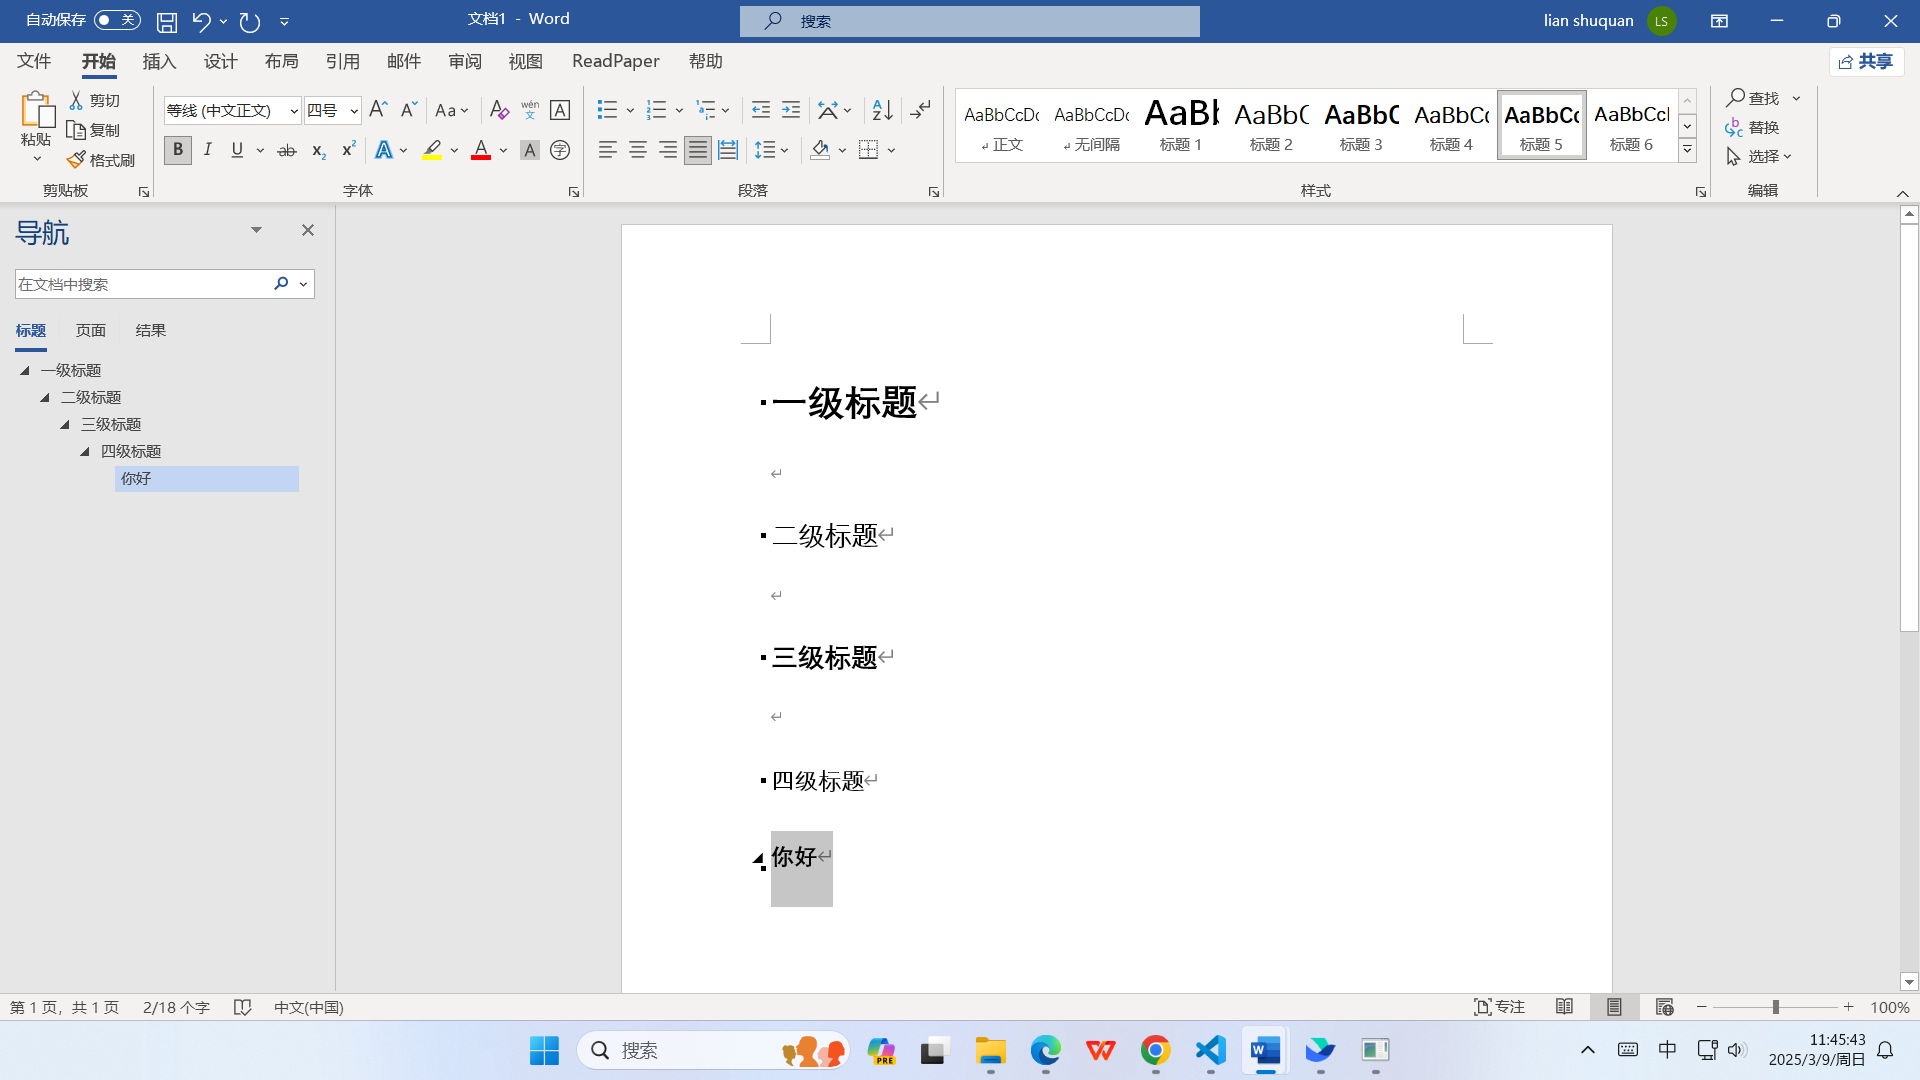 自动保存 关 文档1 - Word 搜索 lian shuquan LS
文件 开始 插入 设计 布局 引用 邮件 审阅 视图 ReadPaper 帮助 共享
粘贴 剪切 复制 格式刷
等线 (中文正文) 四号 Aa wén 文 A
B I U ab x₂ x² A A A 字
AaBbCcDc AaBbCcDc AaBb AaBbC AaBbC AaBbCc AaBbCc AaBbCcI
正文 无间隔 标题 1 标题 2 标题 3 标题 4 标题 5 标题 6
查找
替换
选择
剪贴板 字体 段落 样式 编辑
导航
在文档中搜索
标题 页面 结果
一级标题
二级标题
三级标题
四级标题
你好
一级标题
二级标题
三级标题
四级标题
你好
第 1 页，共 1 页 2/18 个字 中文(中国) 专注 100%
搜索 PRE 中 11:45:43
2025/3/9/周日